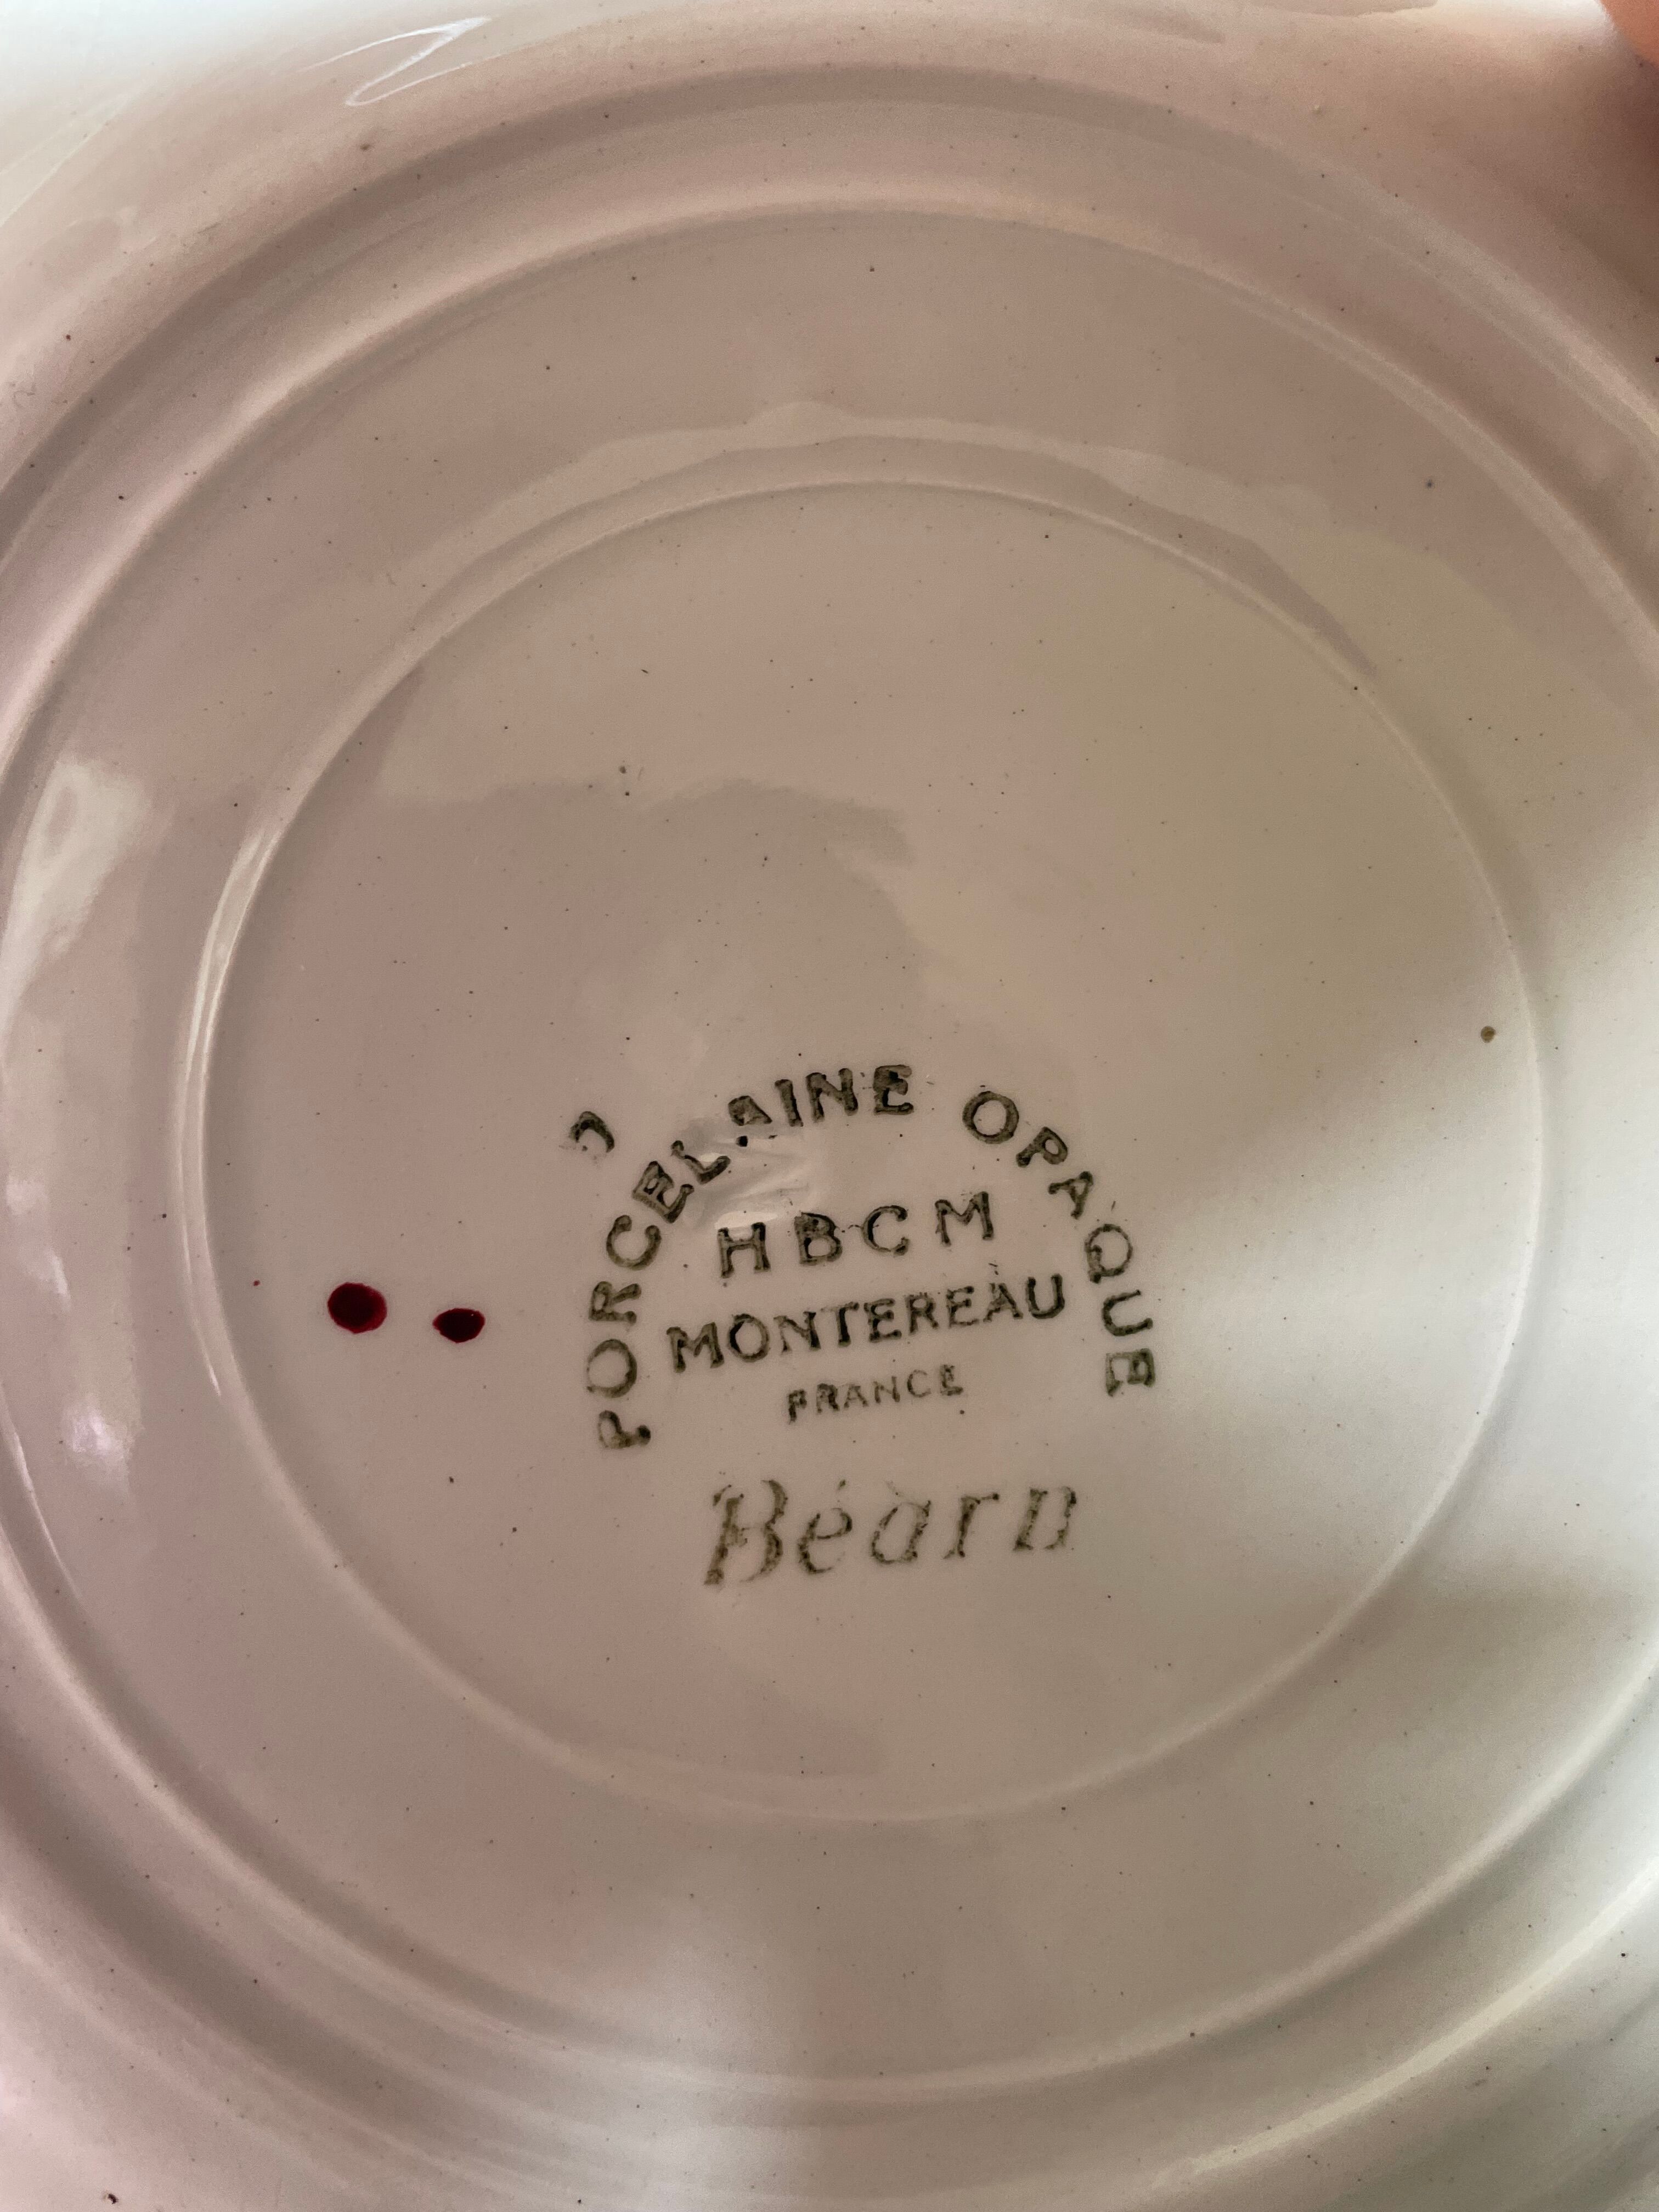 PORCELAINE OPAQUE
HBCM
MONTEREAU
FRANCE
Béarn